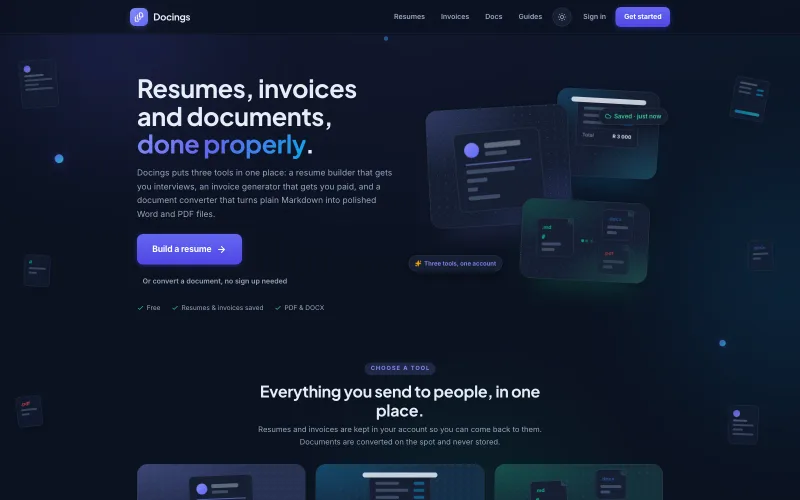 Docings
Resumes Invoices Docs Guides Sign in Get started
Resumes, invoices
and documents,
done properly.
Docings puts three tools in one place: a resume builder that gets
you interviews, an invoice generator that gets you paid, and a
document converter that turns plain Markdown into polished
Word and PDF files.
Build a resume →
Or convert a document, no sign up needed
Free Resumes & invoices saved PDF & DOCX
Saved · just now
Total
.md
#
.pdf
Three tools, one account
CHOOSE A TOOL
Everything you send to people, in one
place.
Resumes and invoices are kept in your account so you can come back to them.
Documents are converted on the spot and never stored.
.md